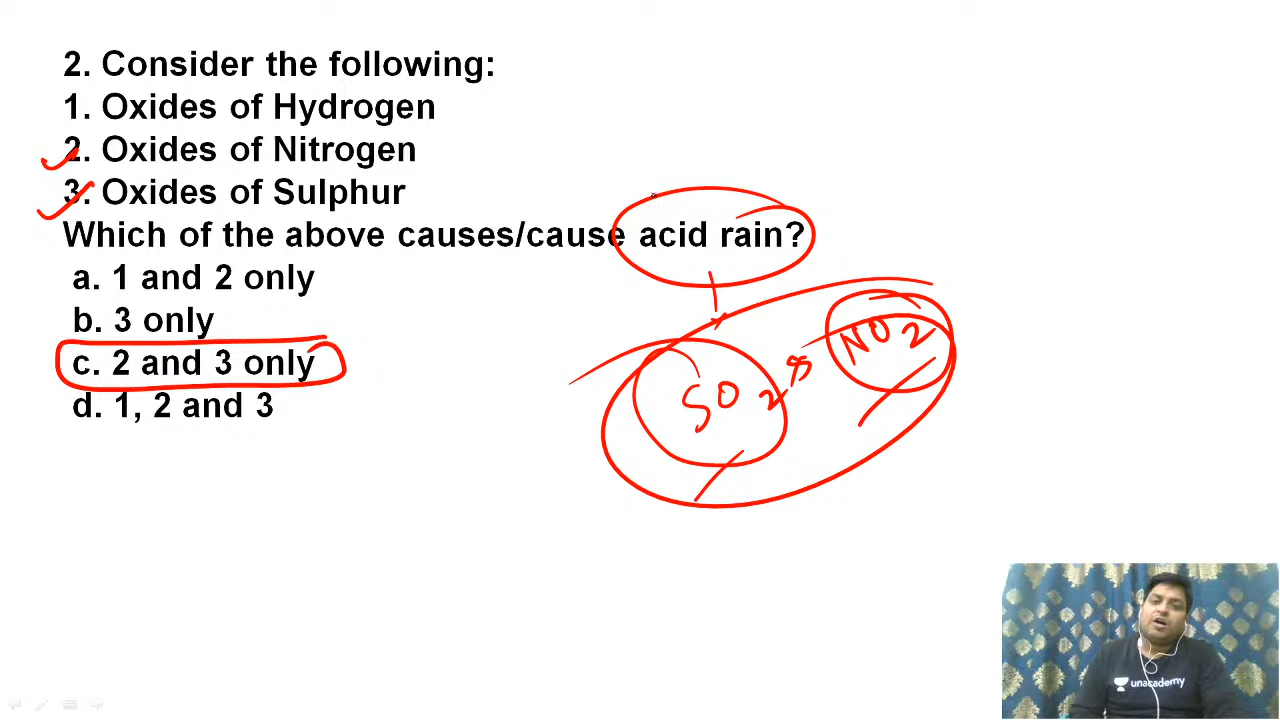 2. Consider the following:
1. Oxides of Hydrogen
2. Oxides of Nitrogen
3. Oxides of Sulphur
Which of the above causes/cause acid rain?
a. 1 and 2 only
b. 3 only
c. 2 and 3 only
d. 1, 2 and 3
NO2
SO2
unacademy